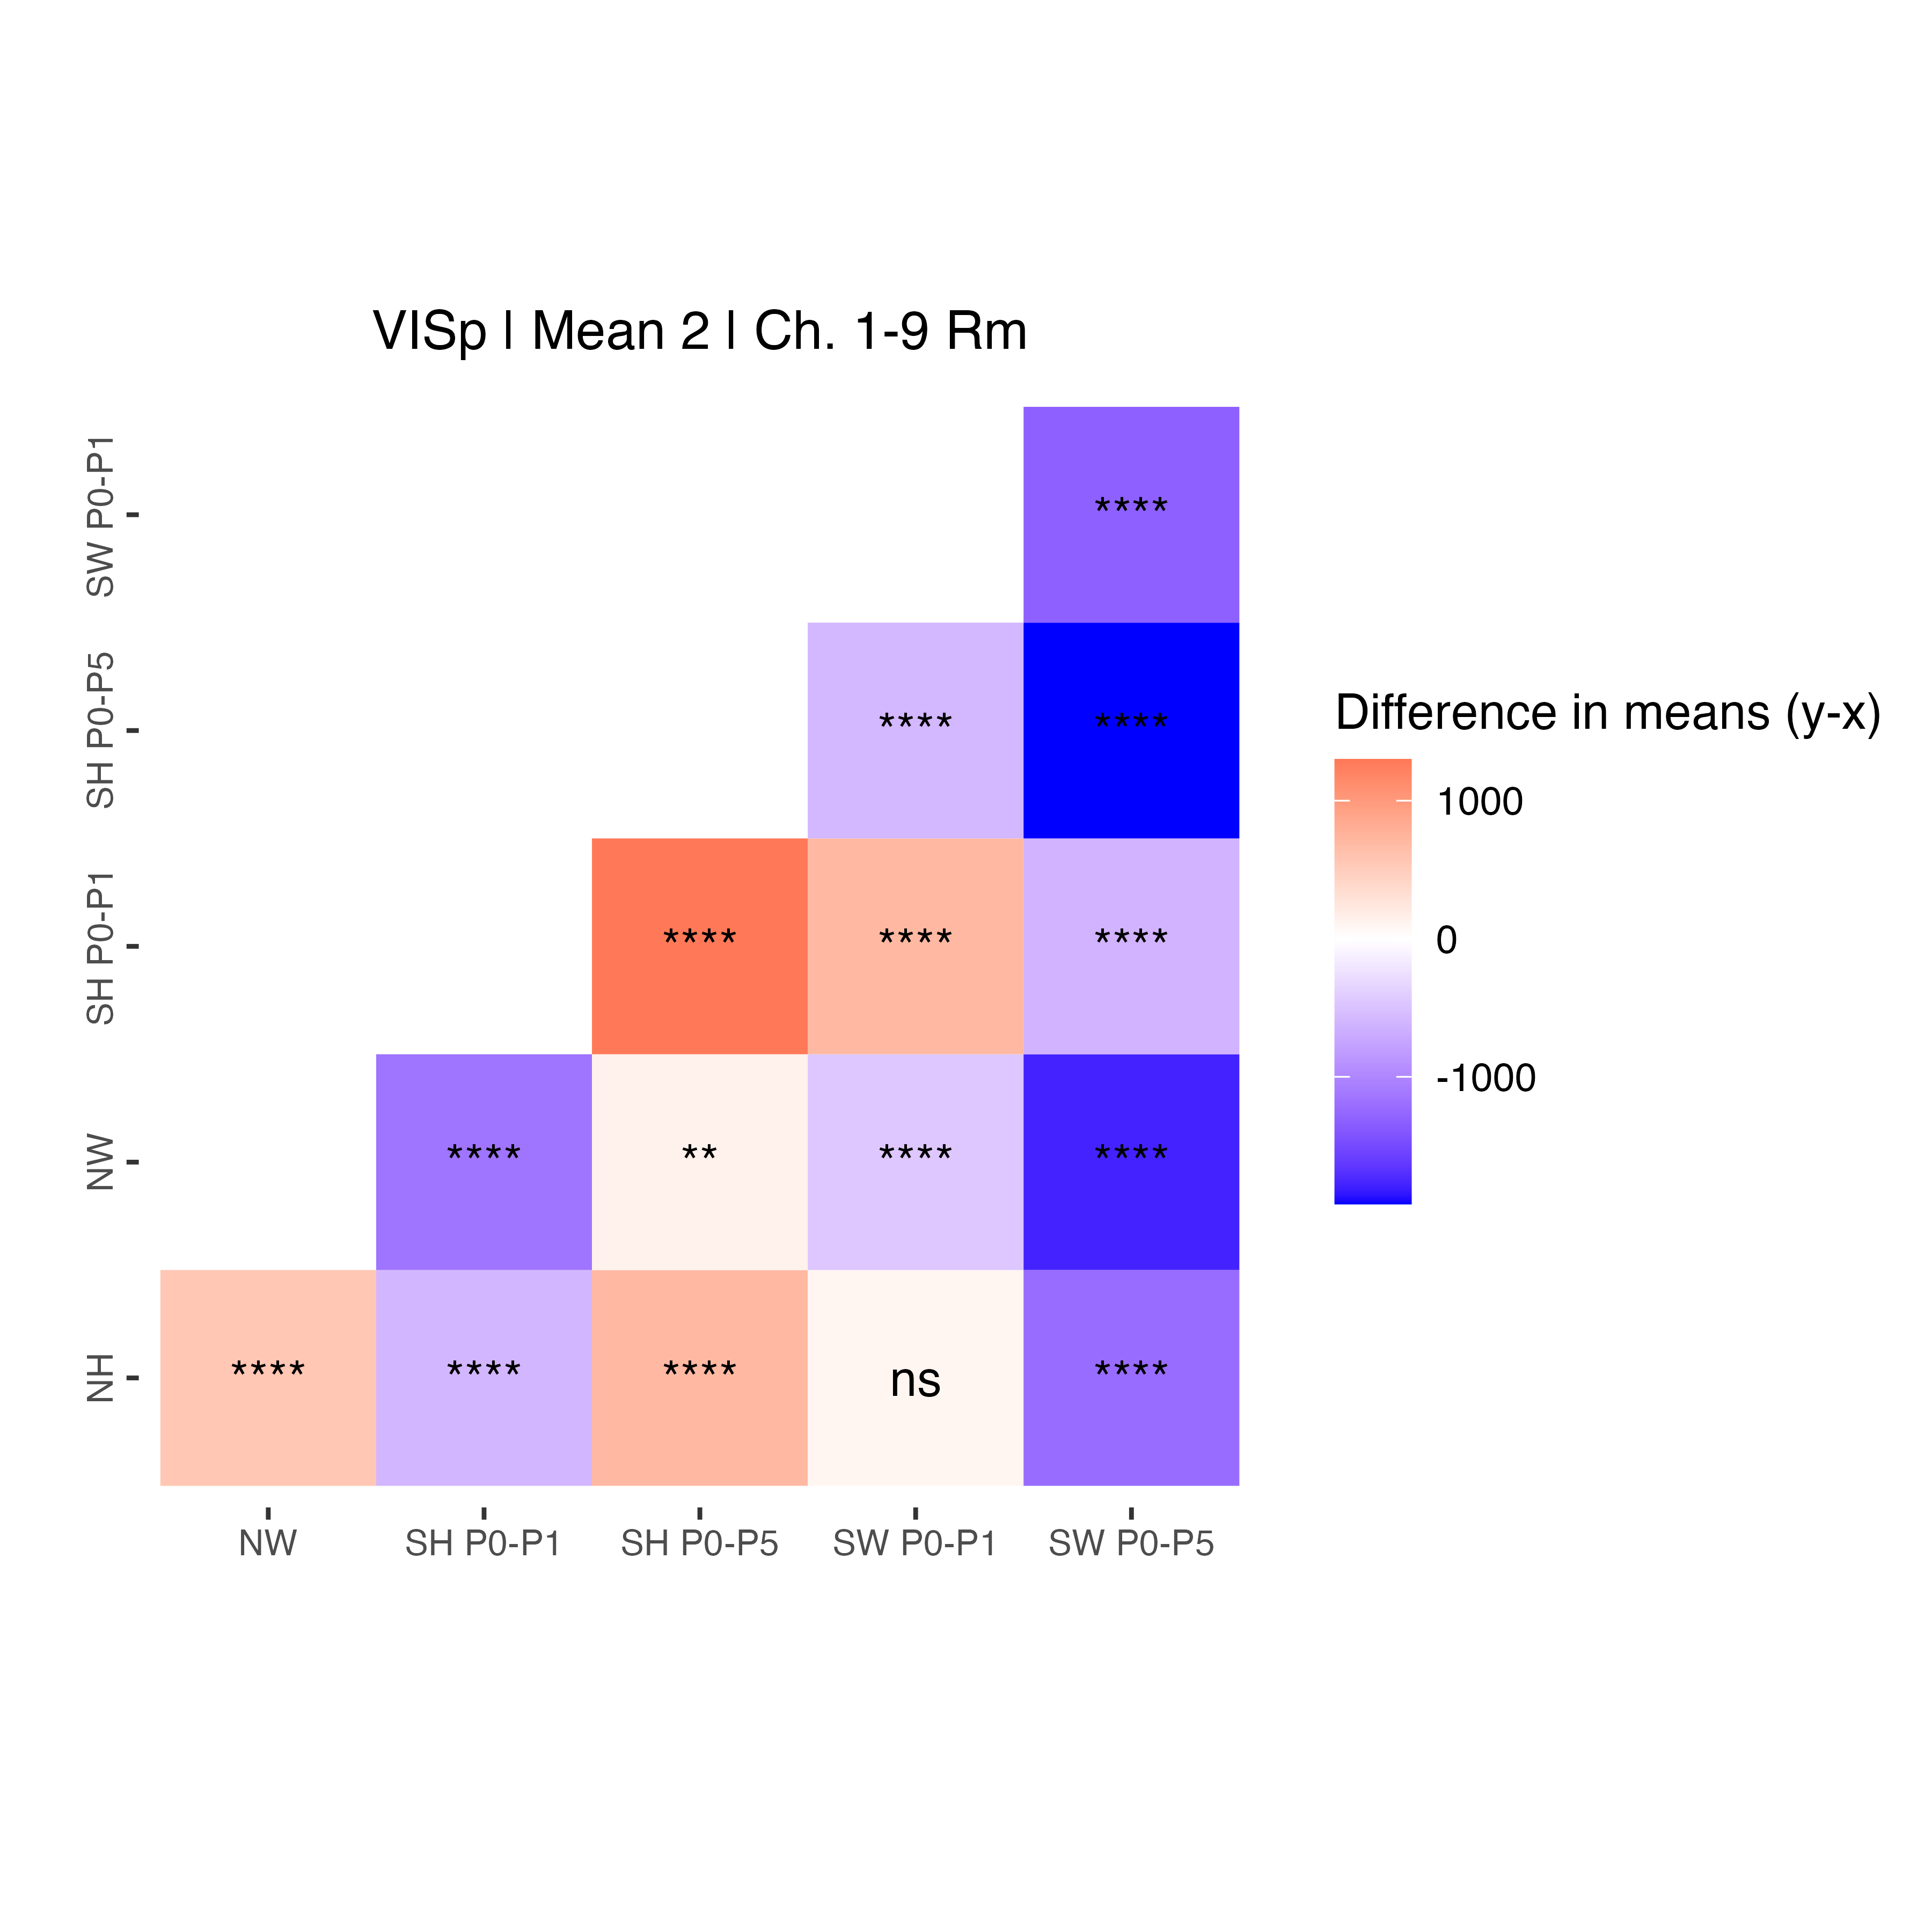 VISp | Mean 2 | Ch. 1-9 Rm
SW P0-P1
****
SH P0-P5
**** ****
SH P0-P1
**** **** ****
NW
**** ** **** ****
NH
**** **** **** ns ****
NW SH P0-P1 SH P0-P5 SW P0-P1 SW P0-P5
Difference in means (y-x)
1000
0
-1000